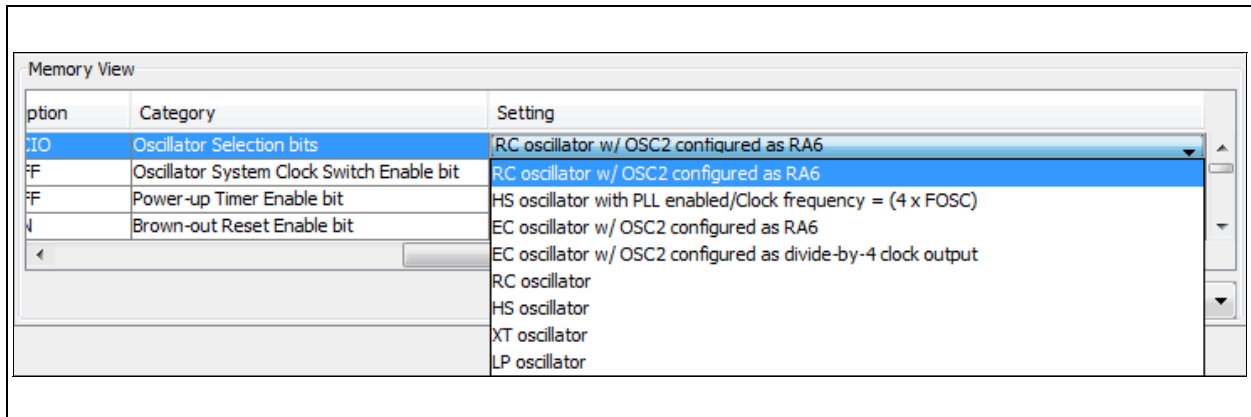 Memory View
ption Category Setting
CIO Oscillator Selection bits RC oscillator w/ OSC2 configured as RA6
FF Oscillator System Clock Switch Enable bit RC oscillator w/ OSC2 configured as RA6
FF Power-up Timer Enable bit HS oscillator with PLL enabled/Clock frequency = (4 x FOSC)
N Brown-out Reset Enable bit EC oscillator w/ OSC2 configured as RA6
EC oscillator w/ OSC2 configured as divide-by-4 clock output
RC oscillator
HS oscillator
XT oscillator
LP oscillator